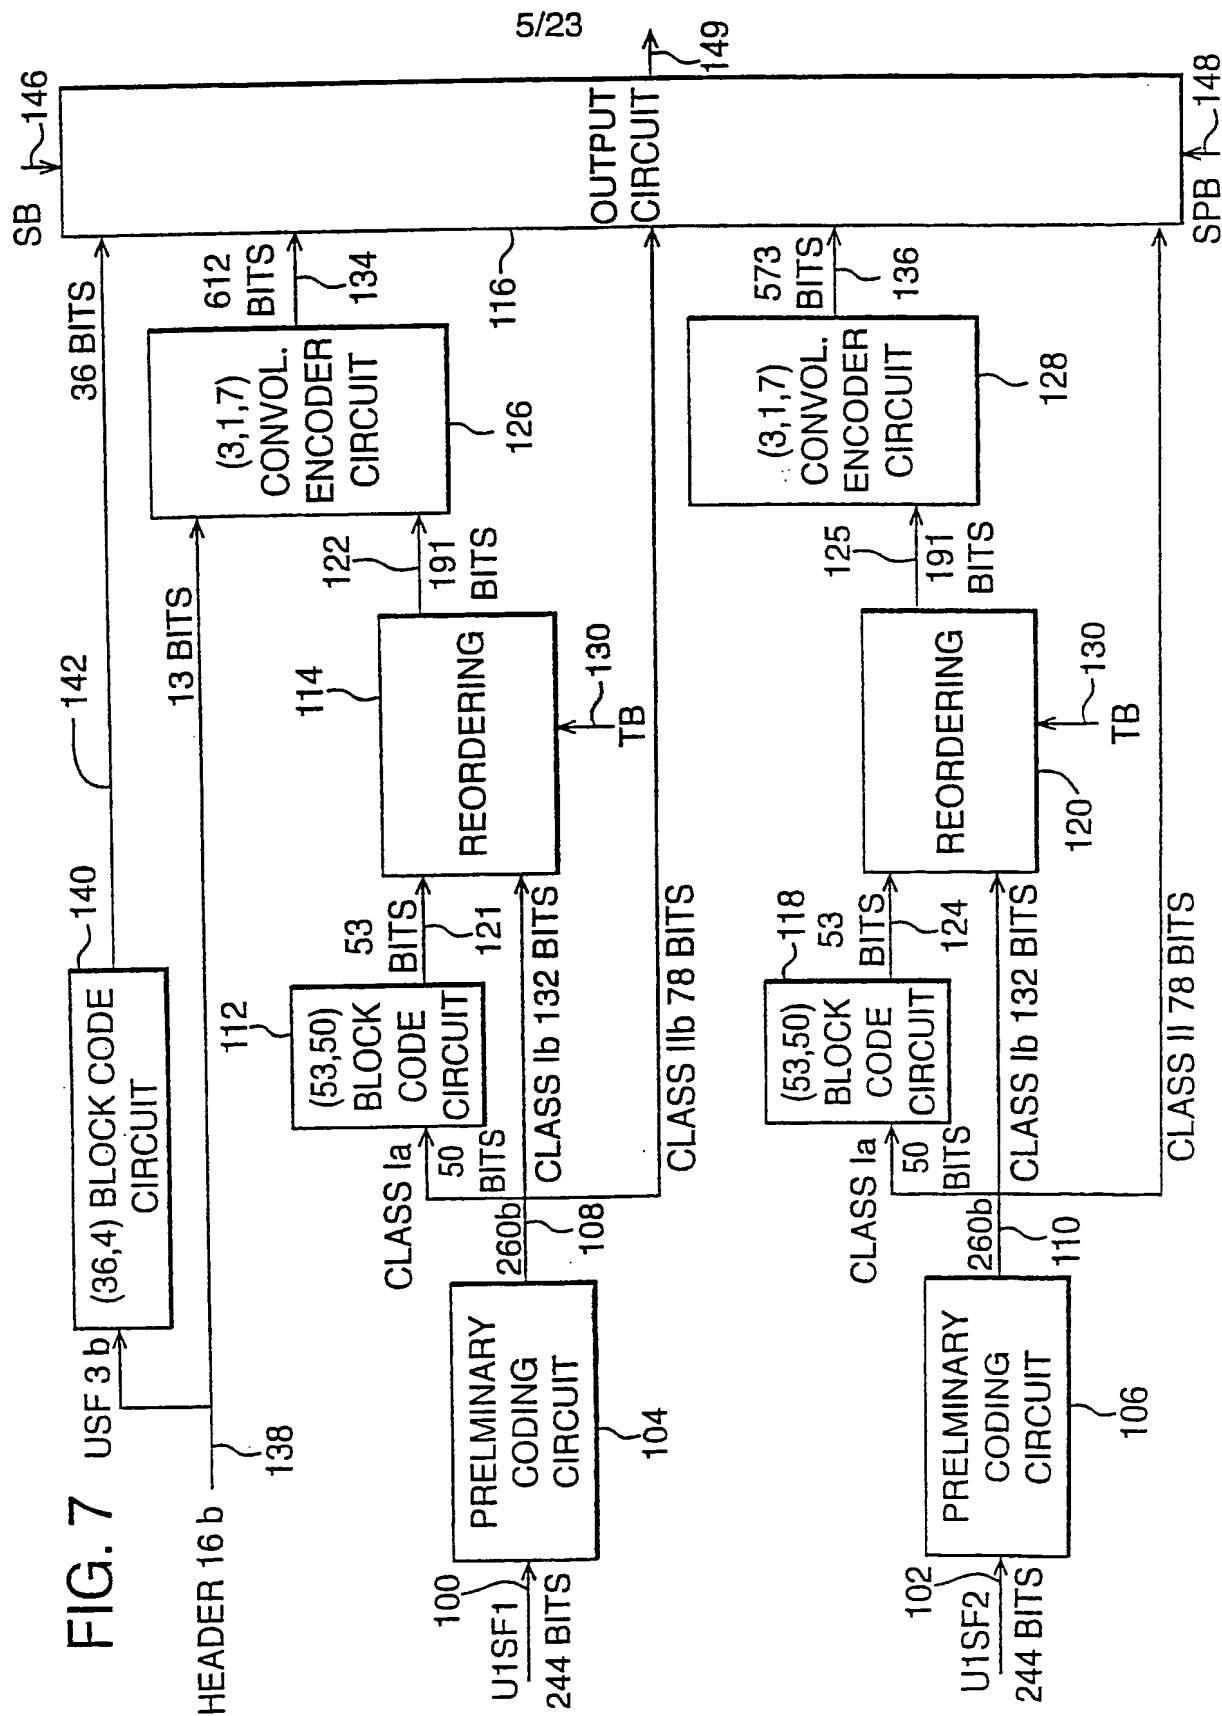 5/23
FIG. 7
HEADER 16 b
138
USF 3 b
(36,4) BLOCK CODE
CIRCUIT
140
142
36 BITS
13 BITS
SB
146
U1SF1
100
244 BITS
PRELMINARY
CODING
CIRCUIT
104
260b
108
CLASS Ia
50
BITS
112
(53,50)
BLOCK
CODE
CIRCUIT
53
BITS
121
CLASS Ib 132 BITS
CLASS IIb 78 BITS
114
REORDERING
130
TB
122
191
BITS
(3,1,7)
CONVOL.
ENCODER
CIRCUIT
126
612
BITS
134
116
OUTPUT
CIRCUIT
149
U1SF2
102
244 BITS
PRELMINARY
CODING
CIRCUIT
106
260b
110
CLASS Ia
50
BITS
118
(53,50)
BLOCK
CODE
CIRCUIT
53
BITS
124
CLASS Ib 132 BITS
CLASS II 78 BITS
REORDERING
120
130
TB
125
191
BITS
(3,1,7)
CONVOL.
ENCODER
CIRCUIT
128
573
BITS
136
SPB
148